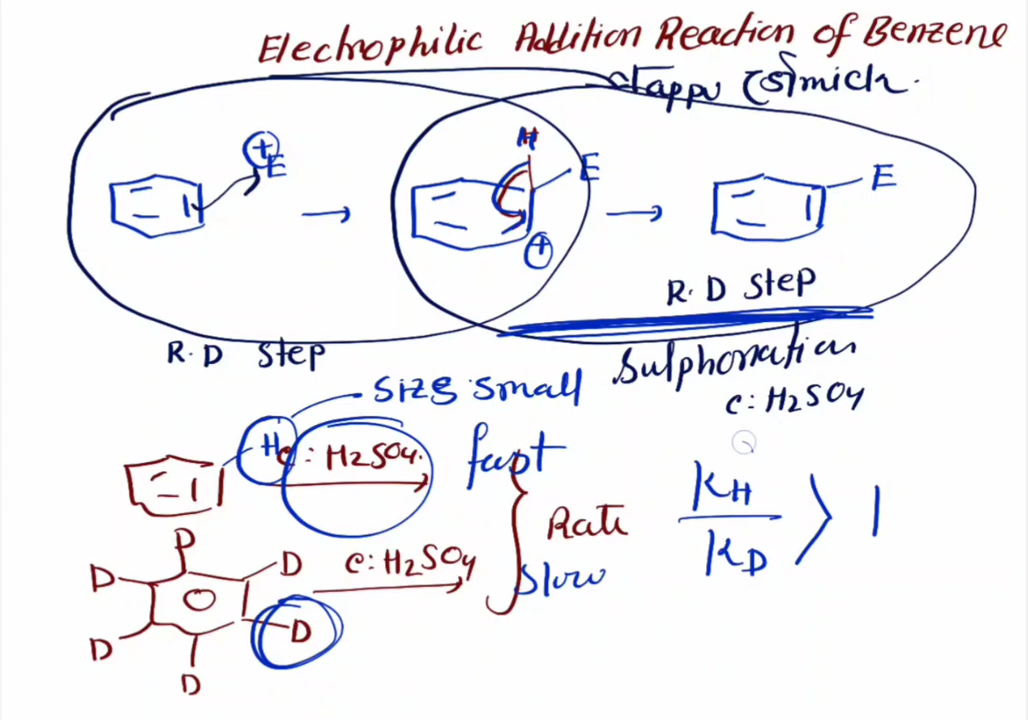 Electrophilic Addition Reaction of Benzene
+
E
H
E
+
E
R.D Step
R.D Step
Sulphonation
C:H2SO4
Size small
H
C:H2SO4.
fast
KH
KD
> 1
Rate
D
D
D
C:H2SO4
slow
D
D
D